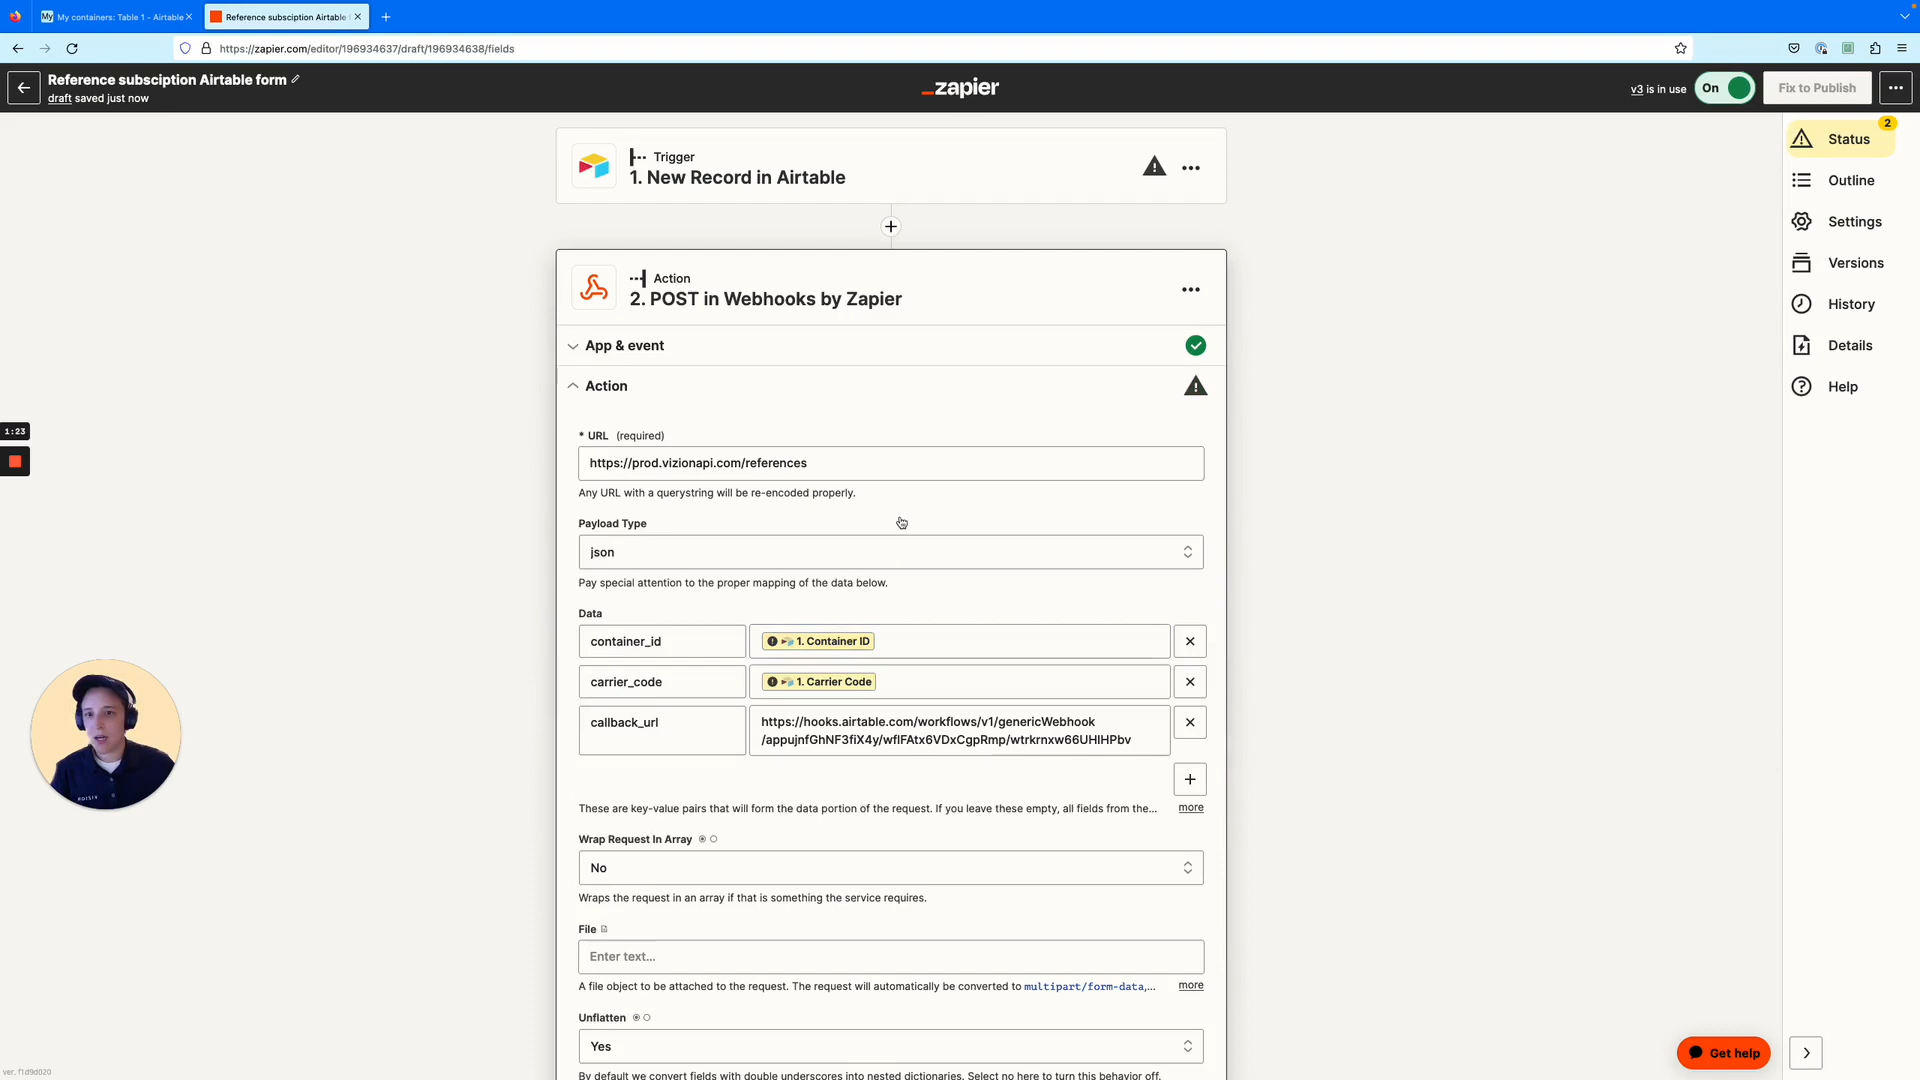 My containers: Table 1 - Airtable
Reference subsciption Airtable
https://zapier.com/editor/196934637/draft/196934638/fields
Reference subsciption Airtable form
draft saved just now
_zapier
v3 is in use
On
Fix to Publish
Trigger
1. New Record in Airtable
2
Status
Outline
Settings
Versions
History
Details
Help
Action
2. POST in Webhooks by Zapier
App & event
Action
1:23
* URL (required)
https://prod.vizionapi.com/references
Any URL with a querystring will be re-encoded properly.
Payload Type
json
Pay special attention to the proper mapping of the data below.
Data
container_id
1. Container ID
carrier_code
1. Carrier Code
callback_url
https://hooks.airtable.com/workflows/v1/genericWebhook
/appujnfGhNF3fiX4y/wflFAtx6VDxCgpRmp/wtrkrnxw66UHIHPbv
These are key-value pairs that will form the data portion of the request. If you leave these empty, all fields from the... more
Wrap Request In Array
No
Wraps the request in an array if that is something the service requires.
File
Enter text...
A file object to be attached to the request. The request will automatically be converted to multipart/form-data,... more
Unflatten
Yes
By default we convert fields with double underscores into nested dictionaries. Select no here to turn this behavior off.
Get help
ver. f1d9d020